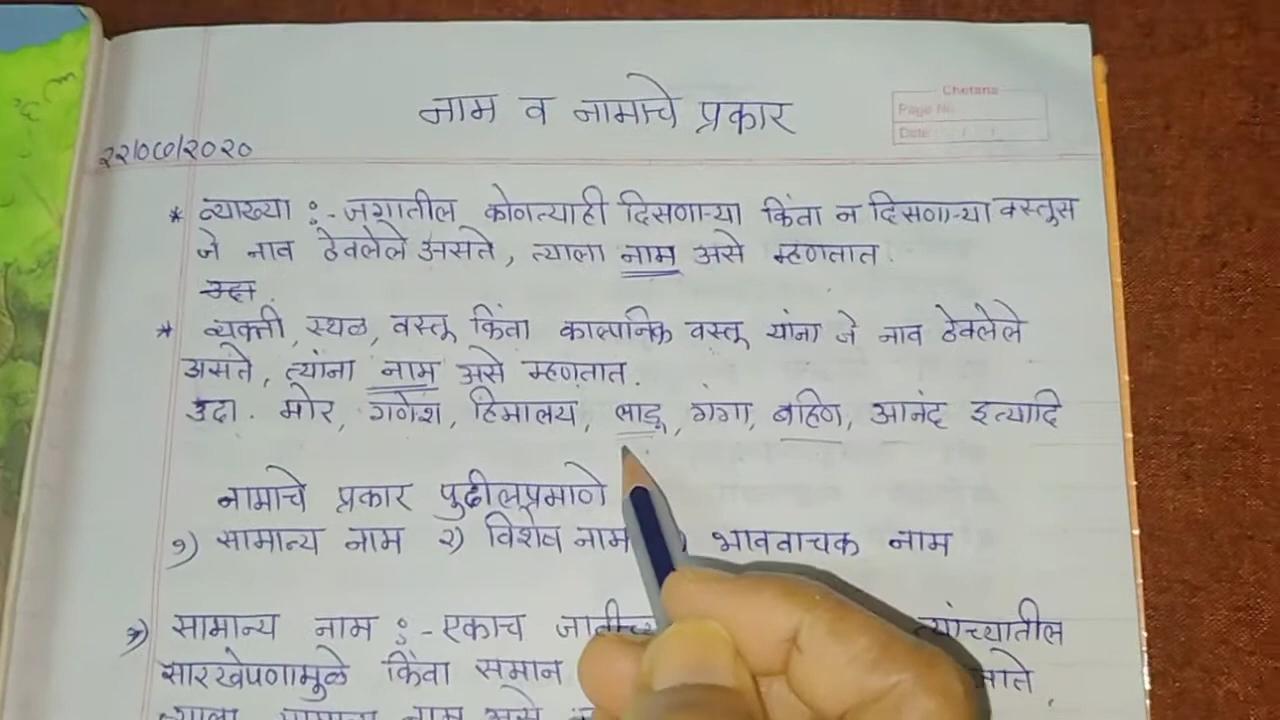 नाम व नामाचे प्रकार
Chetana
Page No.
Date: / /
२२/०७/२०२०
* व्याख्या :- जगातील कोणत्याही दिसणाऱ्या किंवा न दिसणाऱ्या वस्तुस
जे नाव ठेवलेले असते, त्याला नाम असे म्हणतात.
उदा.
* व्यक्ती, स्थळ, वस्तू किंवा काल्पनिक वस्तू यांना जे नाव ठेवलेले
असते, त्यांना नाम असे म्हणतात.
उदा. मोर, गणेश, हिमालय, लाडू, गंगा, बहिण, आनंद इत्यादि
नामाचे प्रकार पुढीलप्रमाणे
१) सामान्य नाम २) विशेष नाम ) भाववाचक नाम
१) सामान्य नाम :- एकाच त्यांच्यातील
सारखेपणामुळे किंवा समान जाते
त्याला सामान्य नाम असे